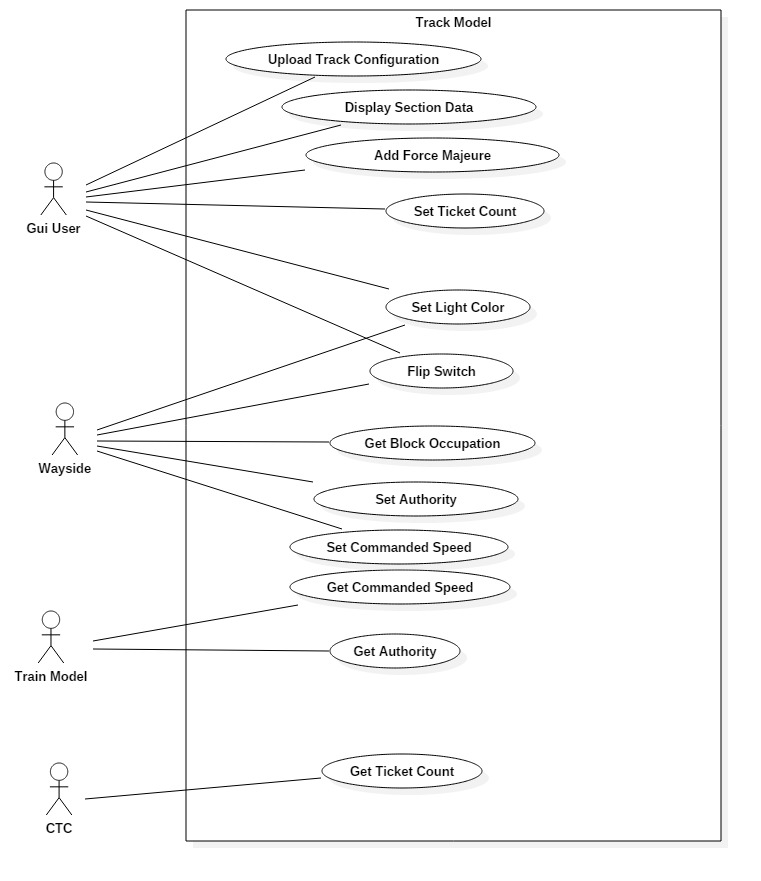 Track Model
Upload Track Configuration
Display Section Data
Add Force Majeure
Set Ticket Count
Gui User
Set Light Color
Flip Switch
Get Block Occupation
Wayside
Set Authority
Set Commanded Speed
Get Commanded Speed
Get Authority
Train Model
Get Ticket Count
CTC